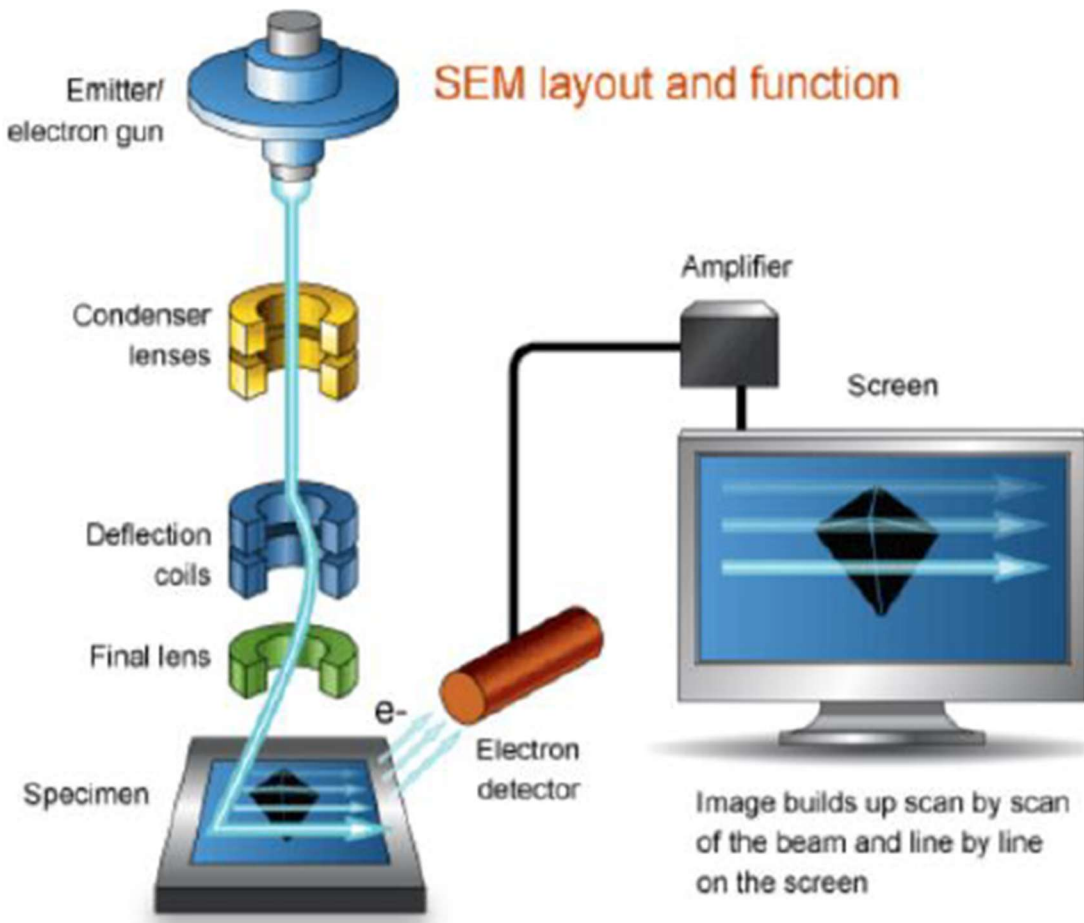 SEM layout and function
Emitter/
electron gun
Condenser
lenses
Deflection
coils
Final lens
Specimen
e-
Electron
detector
Amplifier
Screen
Image builds up scan by scan
of the beam and line by line
on the screen